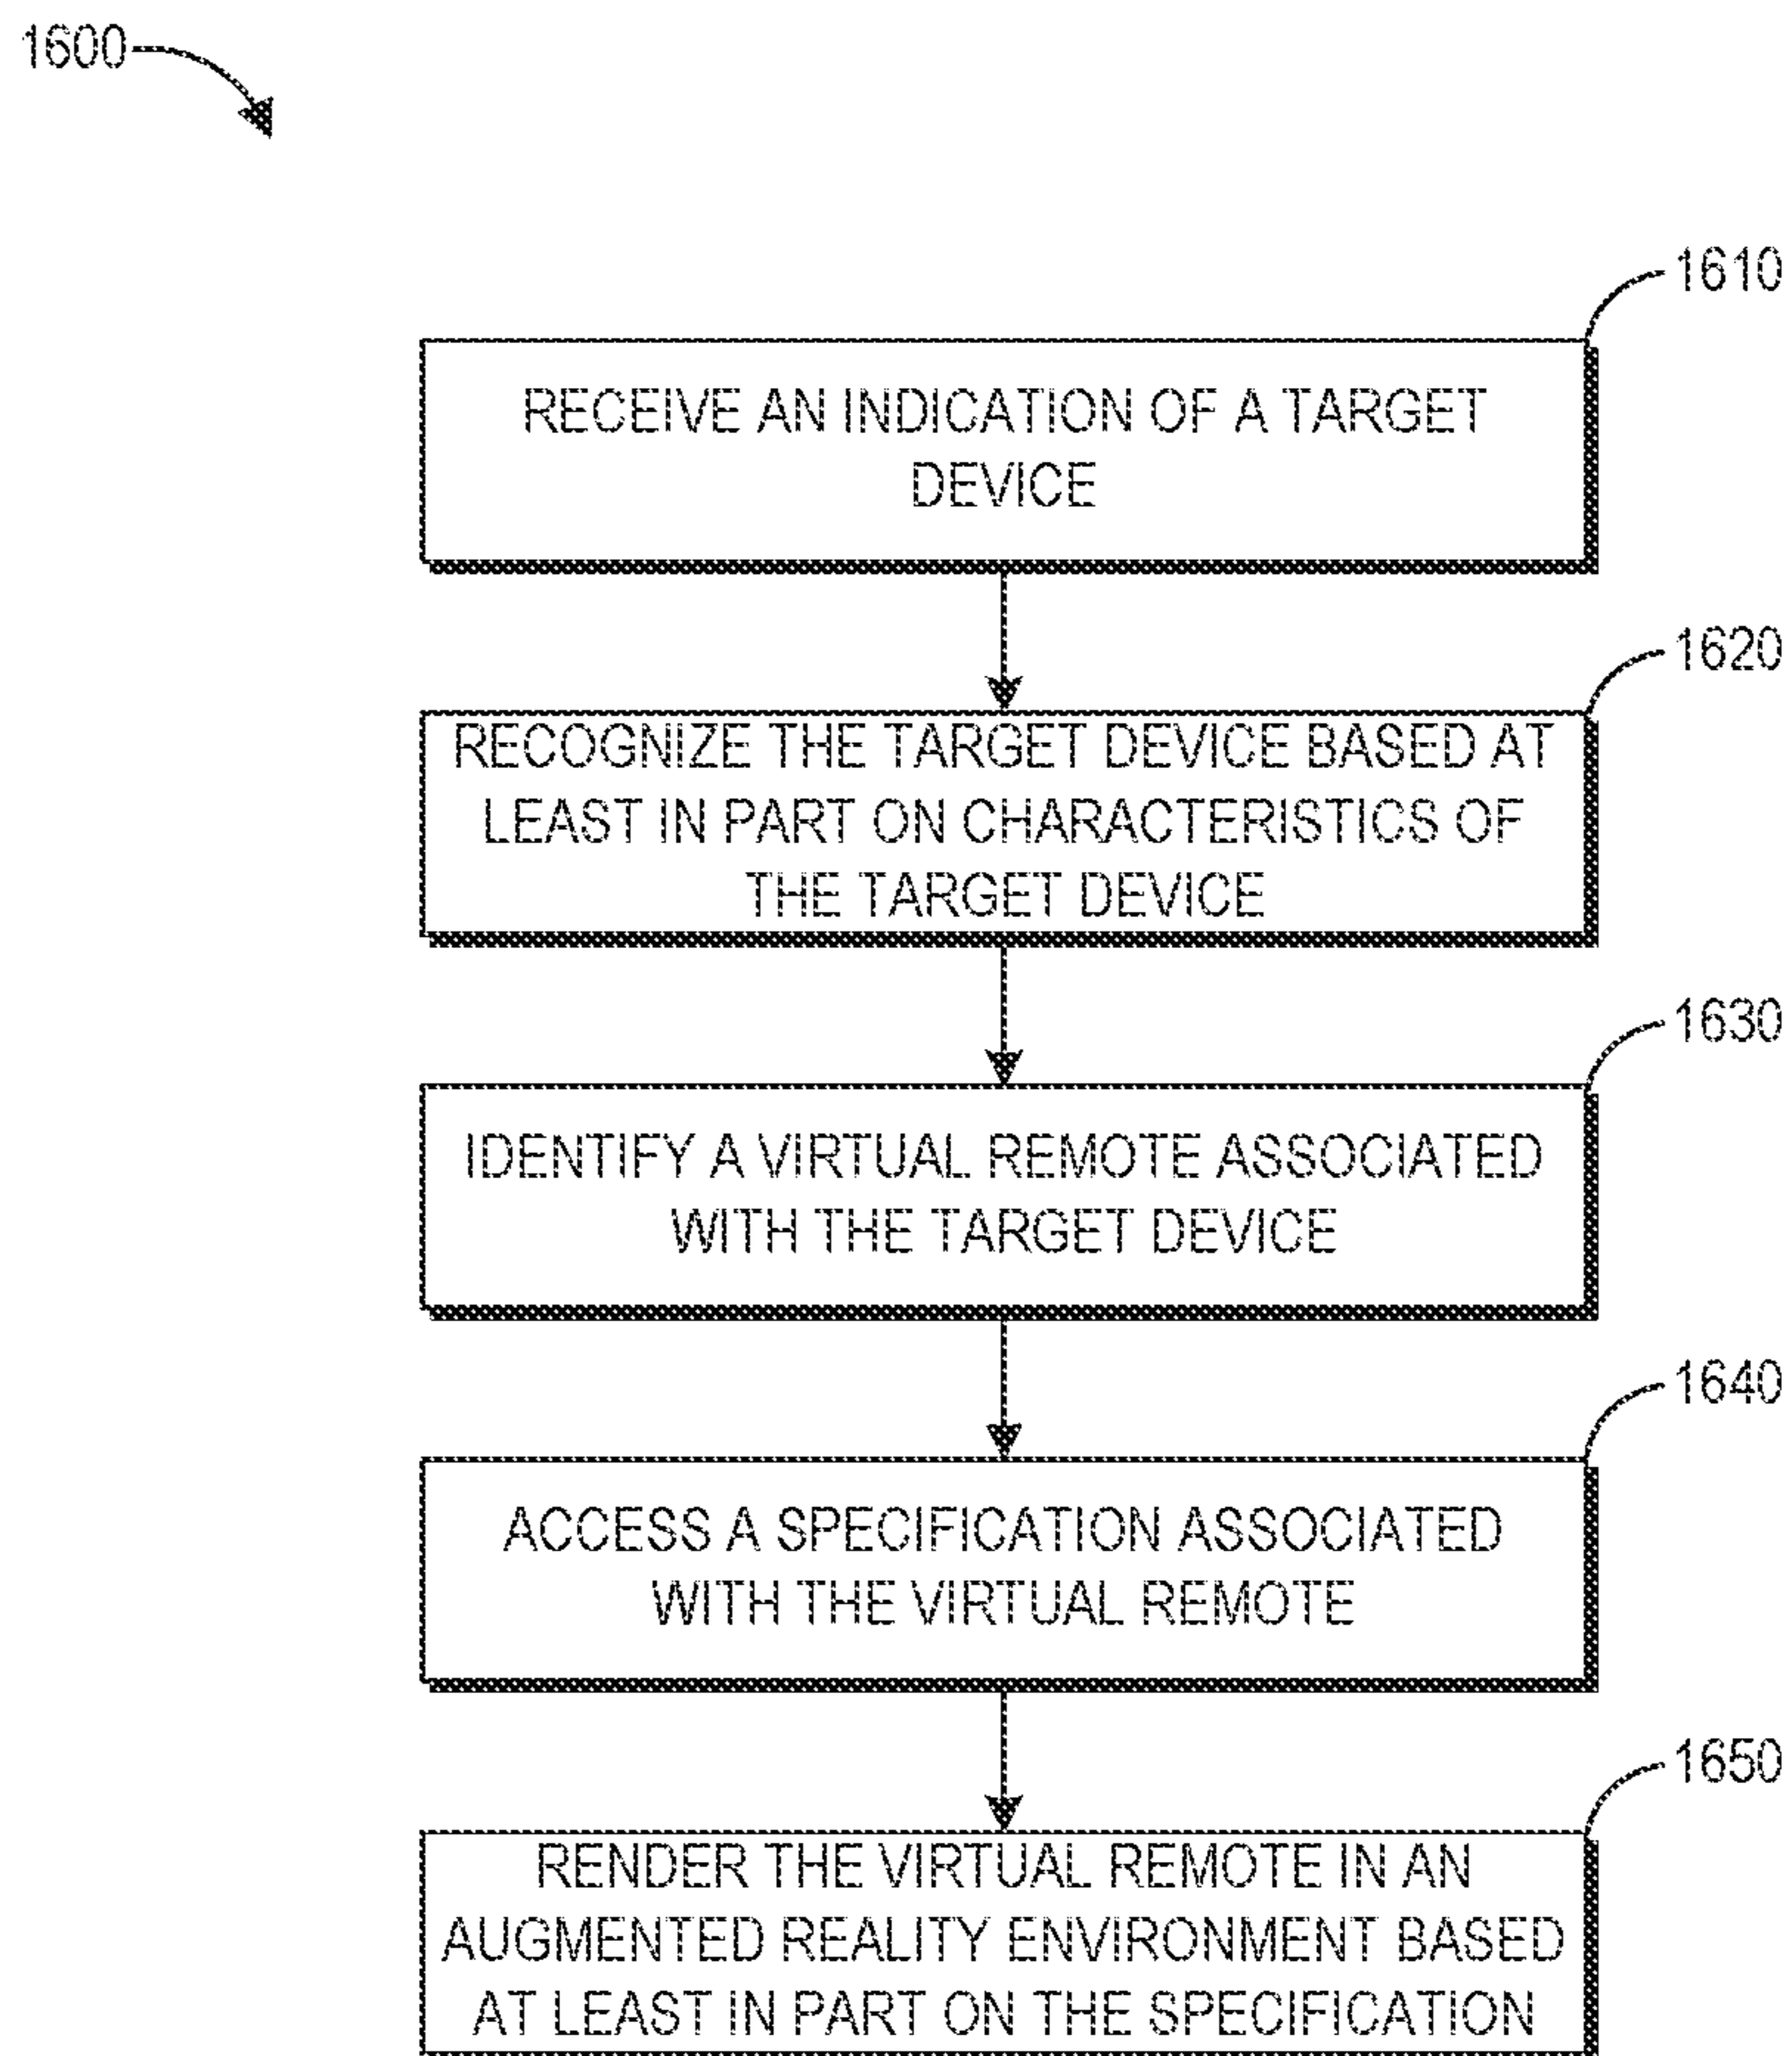 1600
1610
RECEIVE AN INDICATION OF A TARGET
DEVICE
1620
RECOGNIZE THE TARGET DEVICE BASED AT
LEAST IN PART ON CHARACTERISTICS OF
THE TARGET DEVICE
1630
IDENTIFY A VIRTUAL REMOTE ASSOCIATED
WITH THE TARGET DEVICE
1640
ACCESS A SPECIFICATION ASSOCIATED
WITH THE VIRTUAL REMOTE
1650
RENDER THE VIRTUAL REMOTE IN AN
AUGMENTED REALITY ENVIRONMENT BASED
AT LEAST IN PART ON THE SPECIFICATION